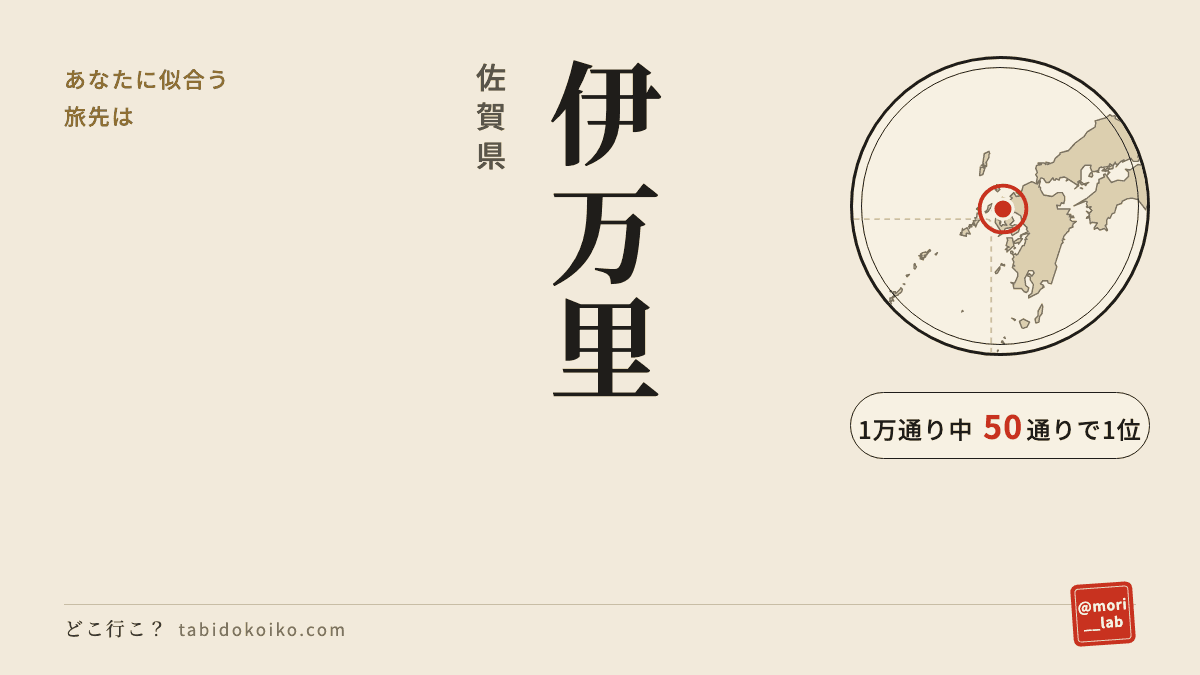 あなたに似合う
旅先は
伊万里
佐賀県
1万通り中 50通りで1位
どこ行こ？ tabidokoiko.com
@mori
__lab